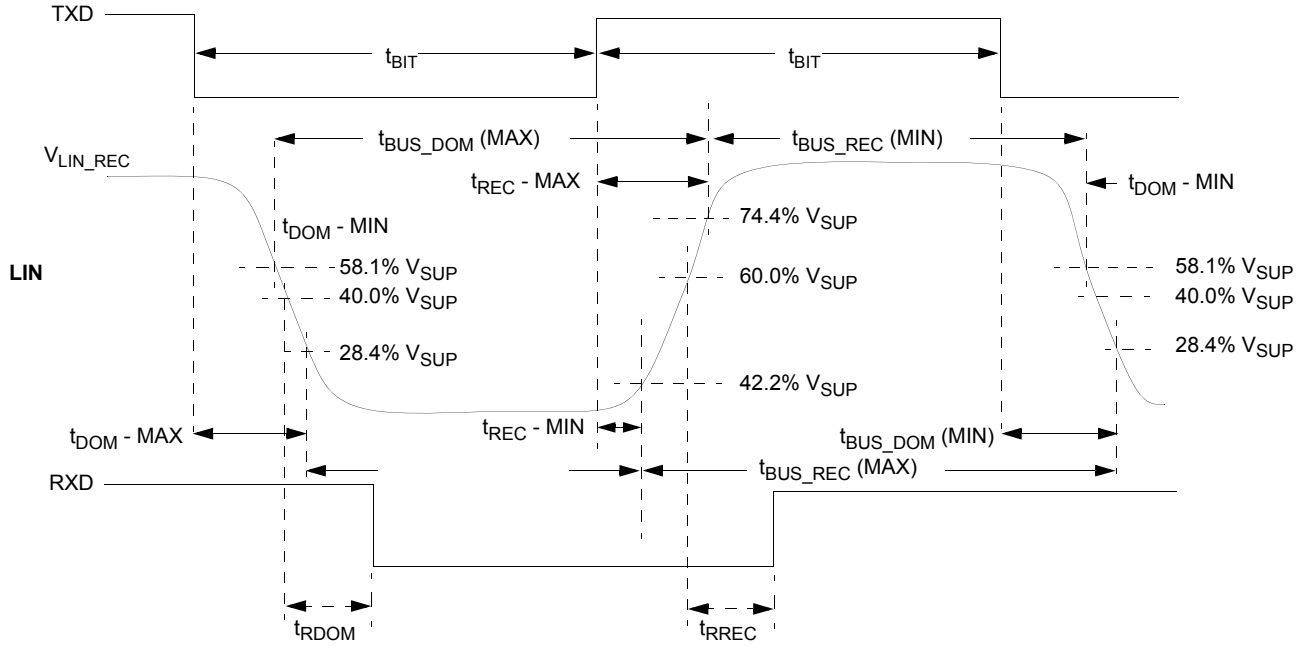 TXD
tBIT
tBIT
tBUS_DOM (MAX)
tBUS_REC (MIN)
VLIN_REC
tREC - MAX
tDOM - MIN
74.4% VSUP
tDOM - MIN
LIN
58.1% VSUP
60.0% VSUP
58.1% VSUP
40.0% VSUP
40.0% VSUP
28.4% VSUP
28.4% VSUP
42.2% VSUP
tDOM - MAX
tREC - MIN
tBUS_DOM (MIN)
tBUS_REC (MAX)
RXD
tRDOM
tRREC